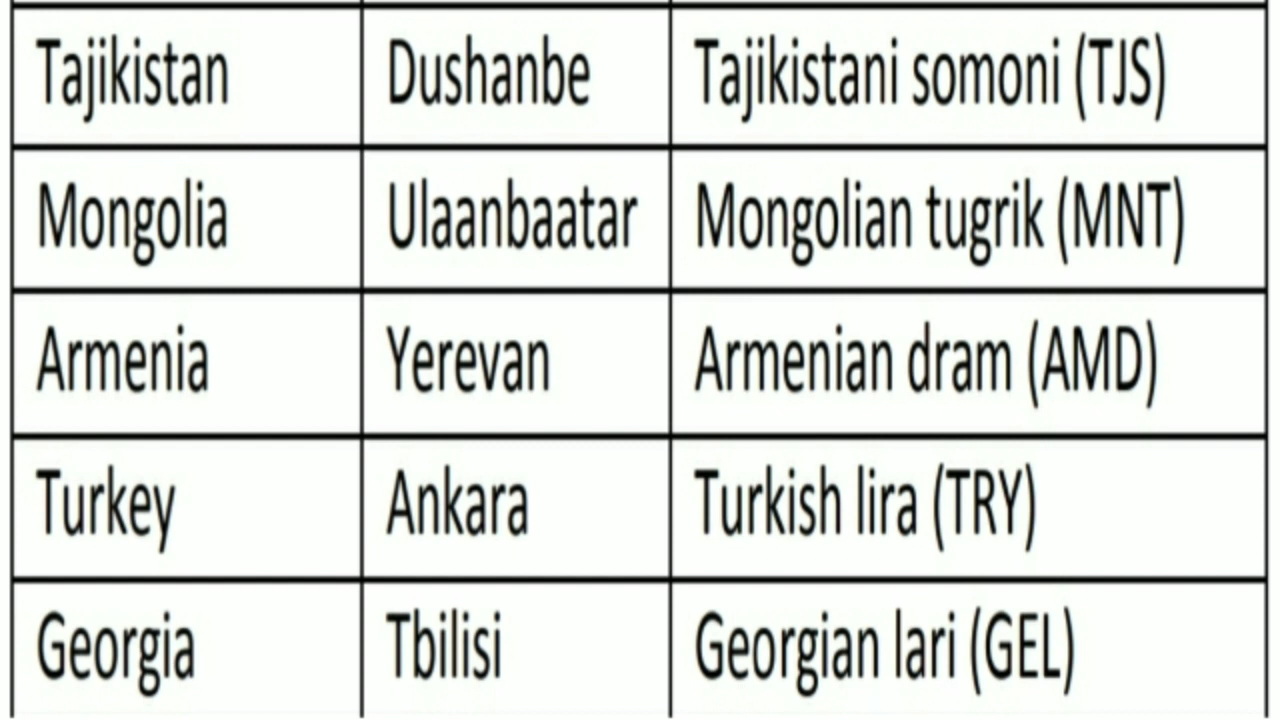 Tajikistan Dushanbe Tajikistani somoni (TJS)
Mongolia Ulaanbaatar Mongolian tugrik (MNT)
Armenia Yerevan Armenian dram (AMD)
Turkey Ankara Turkish lira (TRY)
Georgia Tbilisi Georgian lari (GEL)